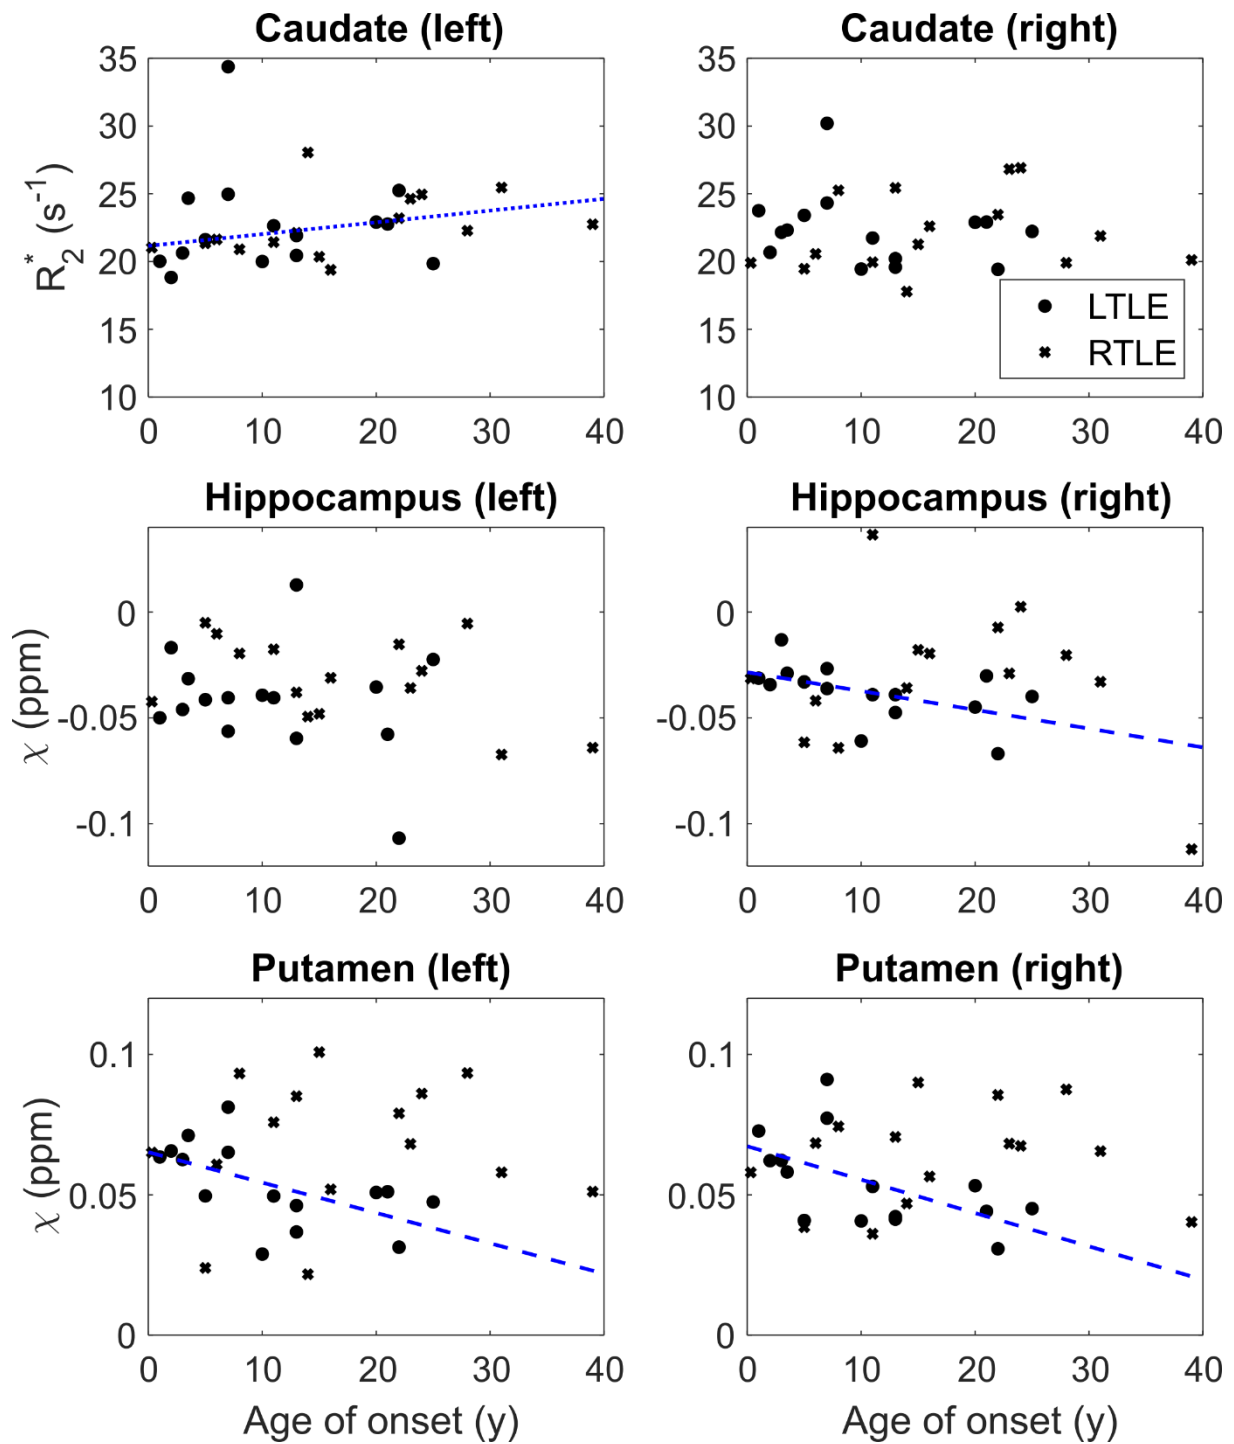 Caudate (left)
Caudate (right)
R₂* (s⁻¹)
35
30
25
20
15
10
0 10 20 30 40
35
30
25
20
15
10
0 10 20 30 40
LTLE
RTLE
Hippocampus (left)
Hippocampus (right)
χ (ppm)
0
-0.05
-0.1
0 10 20 30 40
0
-0.05
-0.1
0 10 20 30 40
Putamen (left)
Putamen (right)
χ (ppm)
0.1
0.05
0
0 10 20 30 40
Age of onset (y)
0.1
0.05
0
0 10 20 30 40
Age of onset (y)